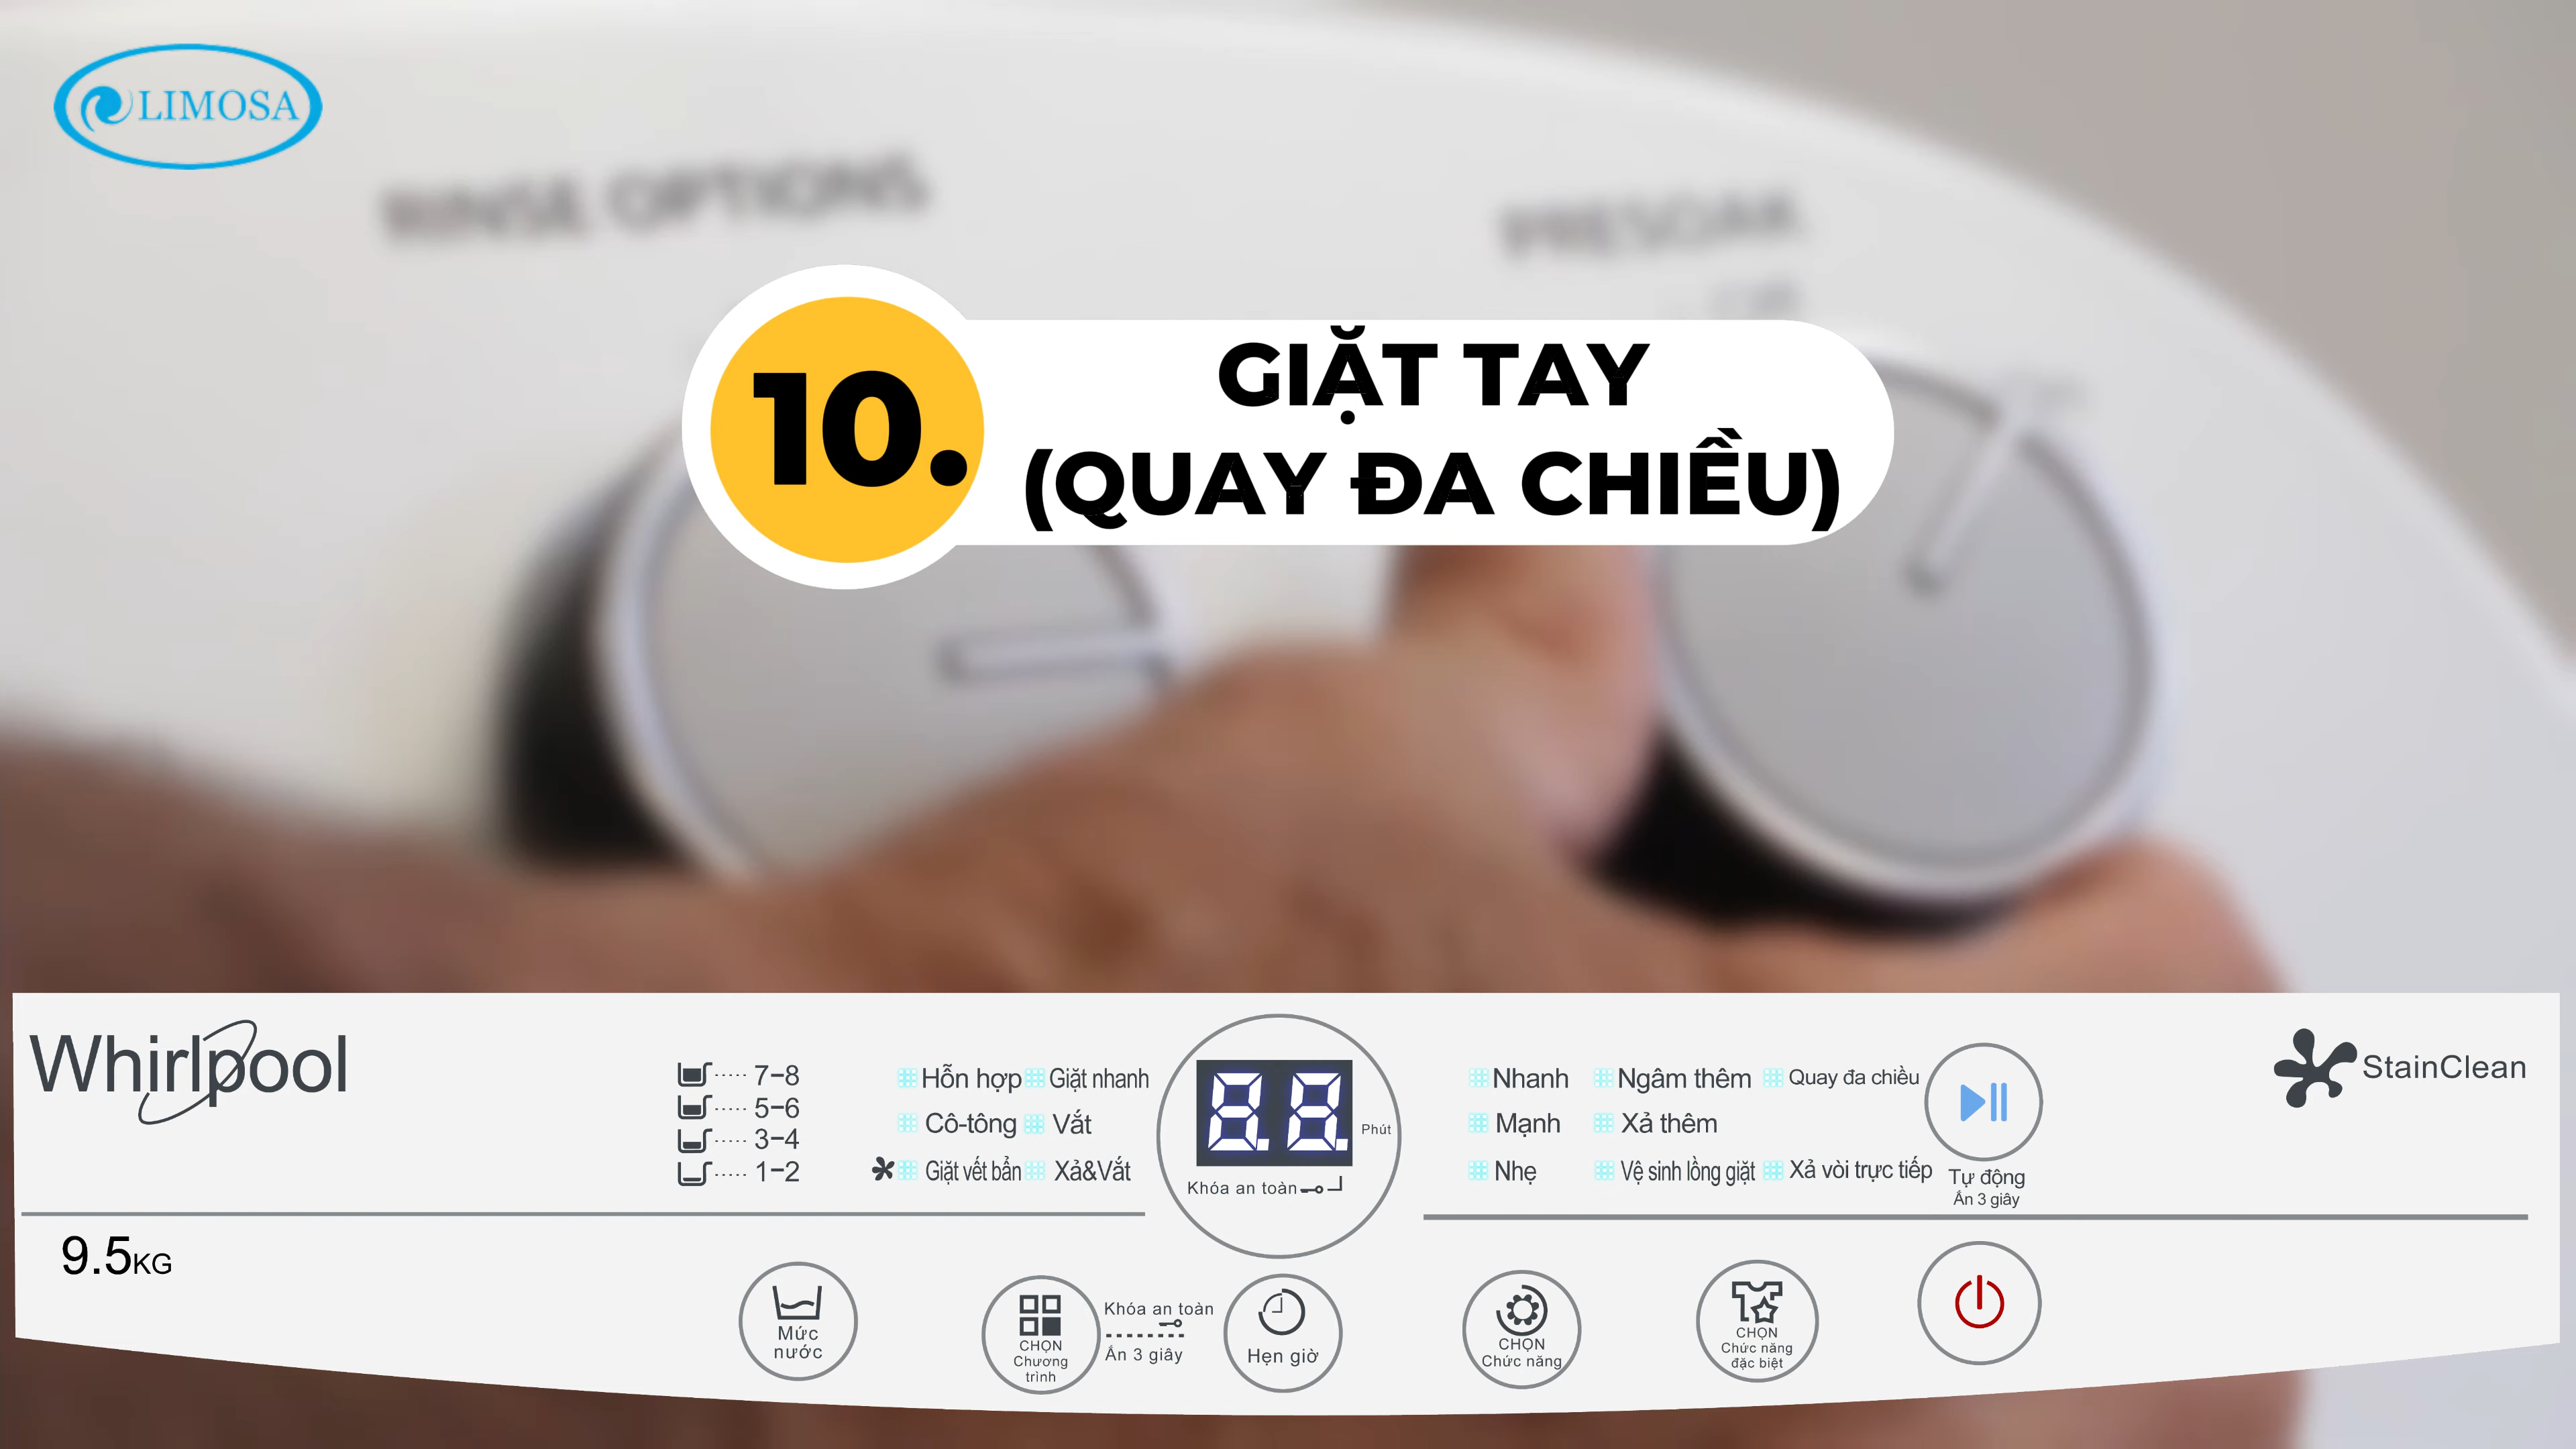 LIMOSA
RINSE OPTIONS
PRESOAK
10.
GIẶT TAY
(QUAY ĐA CHIỀU)
Whirlpool
7-8
5-6
3-4
1-2
Hỗn hợp Giặt nhanh
Cô-tông Vắt
Giặt vết bẩn Xả&Vắt
88
Phút
Khóa an toàn
Nhanh Ngâm thêm Quay đa chiều
Mạnh Xả thêm
Nhẹ Vệ sinh lồng giặt Xả vòi trực tiếp
Tự động
Ấn 3 giây
StainClean
9.5KG
Mức
nước
CHỌN
Chương
trình
Khóa an toàn
Ấn 3 giây
Hẹn giờ
CHỌN
Chức năng
CHỌN
Chức năng
đặc biệt